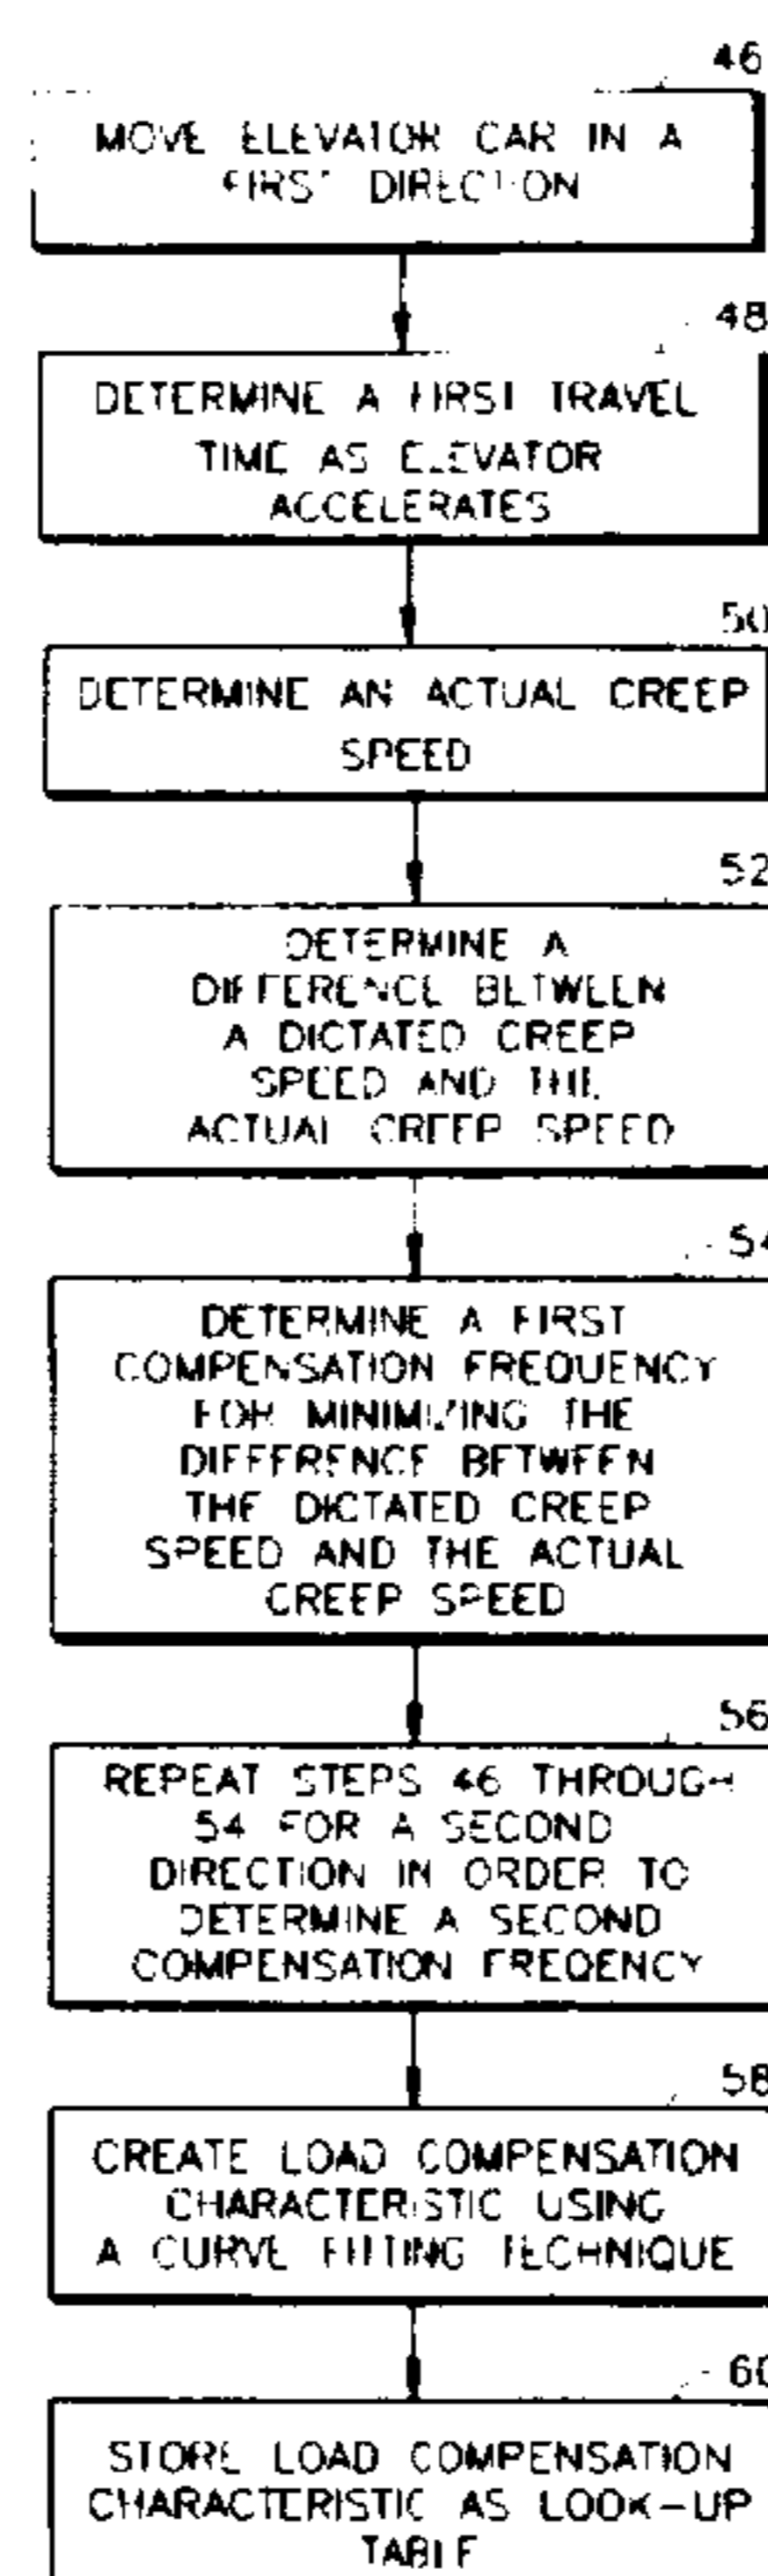 46
MOVE ELEVATOR CAR IN A
FIRST DIRECTION
48
DETERMINE A FIRST TRAVEL
TIME AS ELEVATOR
ACCELERATES
50
DETERMINE AN ACTUAL CREEP
SPEED
52
DETERMINE A
DIFFERENCE BETWEEN
A DICTATED CREEP
SPEED AND THE
ACTUAL CREEP SPEED
54
DETERMINE A FIRST
COMPENSATION FREQUENCY
FOR MINIMIZING THE
DIFFERENCE BETWEEN
THE DICTATED CREEP
SPEED AND THE ACTUAL
CREEP SPEED
56
REPEAT STEPS 46 THROUGH
54 FOR A SECOND
DIRECTION IN ORDER TO
DETERMINE A SECOND
COMPENSATION FREQENCY
58
CREATE LOAD COMPENSATION
CHARACTERISTIC USING
A CURVE FITTING TECHNIQUE
60
STORE LOAD COMPENSATION
CHARACTERISTIC AS LOOK-UP
TABLE